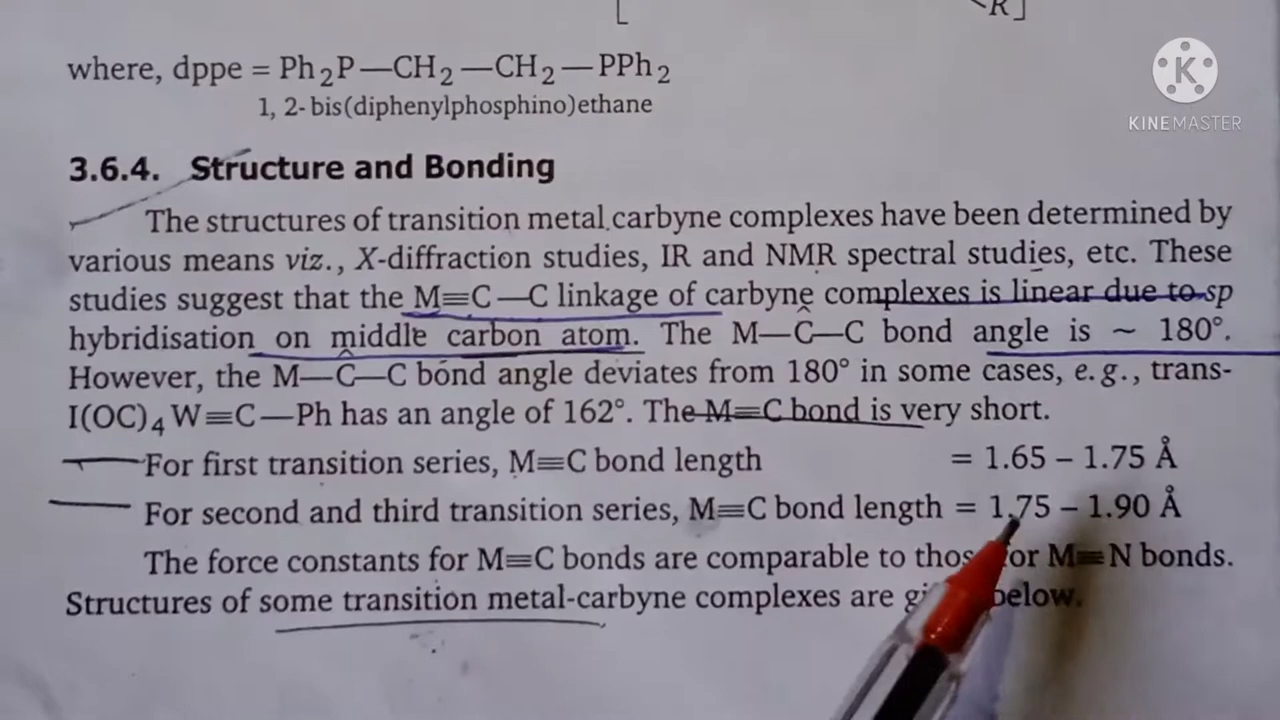 R]
where, dppe = Ph₂P—CH₂—CH₂—PPh₂
1, 2- bis(diphenylphosphino)ethane
KINEMASTER
3.6.4. Structure and Bonding
The structures of transition metal carbyne complexes have been determined by
various means viz., X-diffraction studies, IR and NMR spectral studies, etc. These
studies suggest that the M≡C—C linkage of carbyne complexes is linear due to sp
hybridisation on middle carbon atom. The M—Ĉ—C bond angle is ~ 180°.
However, the M—Ĉ—C bond angle deviates from 180° in some cases, e.g., trans-
I(OC)₄W≡C—Ph has an angle of 162°. The M≡C bond is very short.
For first transition series, M≡C bond length = 1.65 – 1.75 Å
For second and third transition series, M≡C bond length = 1.75 – 1.90 Å
The force constants for M≡C bonds are comparable to those for M≡N bonds.
Structures of some transition metal-carbyne complexes are given below.